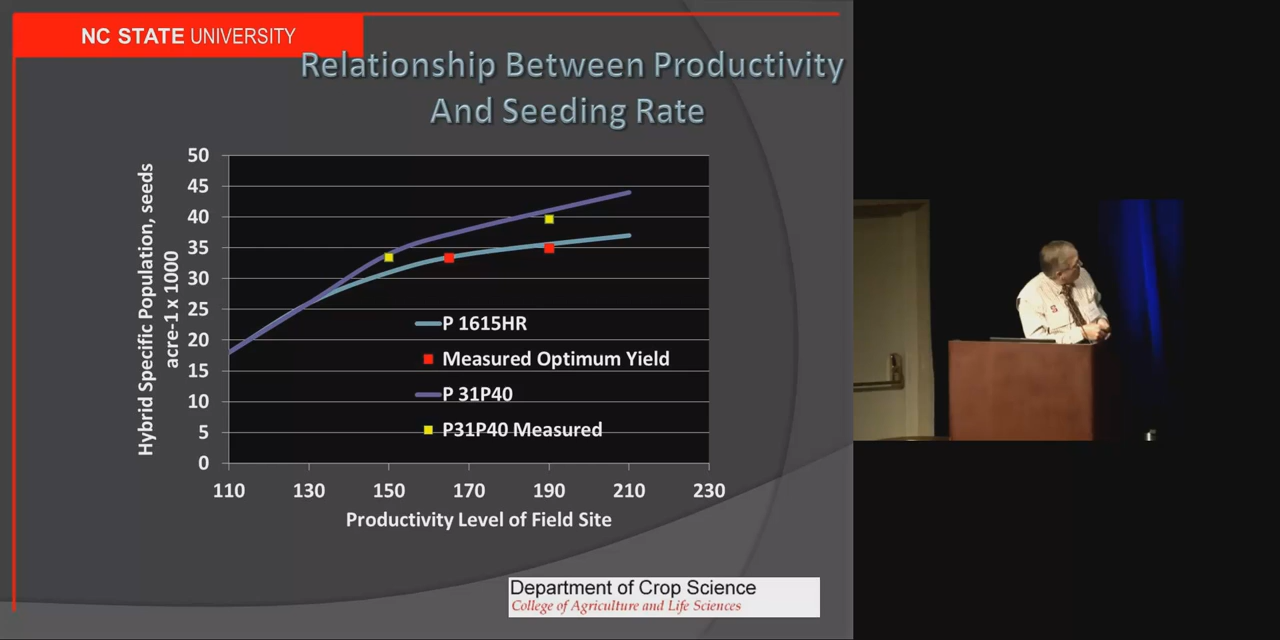 NC STATE UNIVERSITY
Relationship Between Productivity
And Seeding Rate
Hybrid Specific Population, seeds
acre-1 x 1000
50
45
40
35
30
25
20
15
10
5
0
P 1615HR
Measured Optimum Yield
P 31P40
P31P40 Measured
110 130 150 170 190 210 230
Productivity Level of Field Site
Department of Crop Science
College of Agriculture and Life Sciences
S